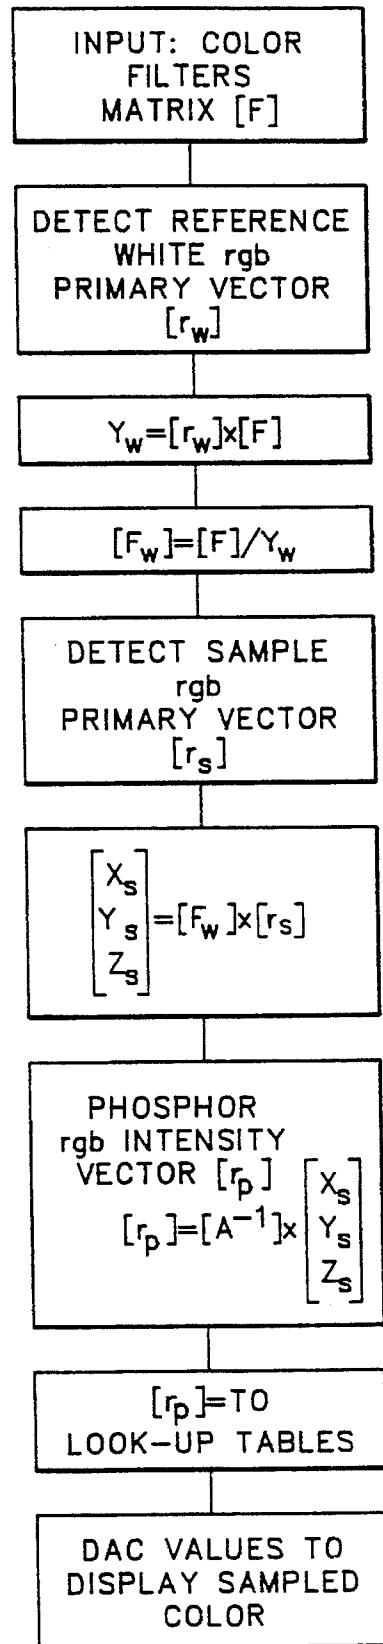 INPUT: COLOR
FILTERS
MATRIX [F]
DETECT REFERENCE
WHITE rgb
PRIMARY VECTOR
[r_w]
Y_w=[r_w]x[F]
[F_w]=[F]/Y_w
DETECT SAMPLE
rgb
PRIMARY VECTOR
[r_s]
[X_s
Y_s
Z_s]=[F_w]x[r_s]
PHOSPHOR
rgb INTENSITY
VECTOR [r_p]
[r_p]=[A^-1]x[X_s
Y_s
Z_s]
[r_p]=TO
LOOK-UP TABLES
DAC VALUES TO
DISPLAY SAMPLED
COLOR